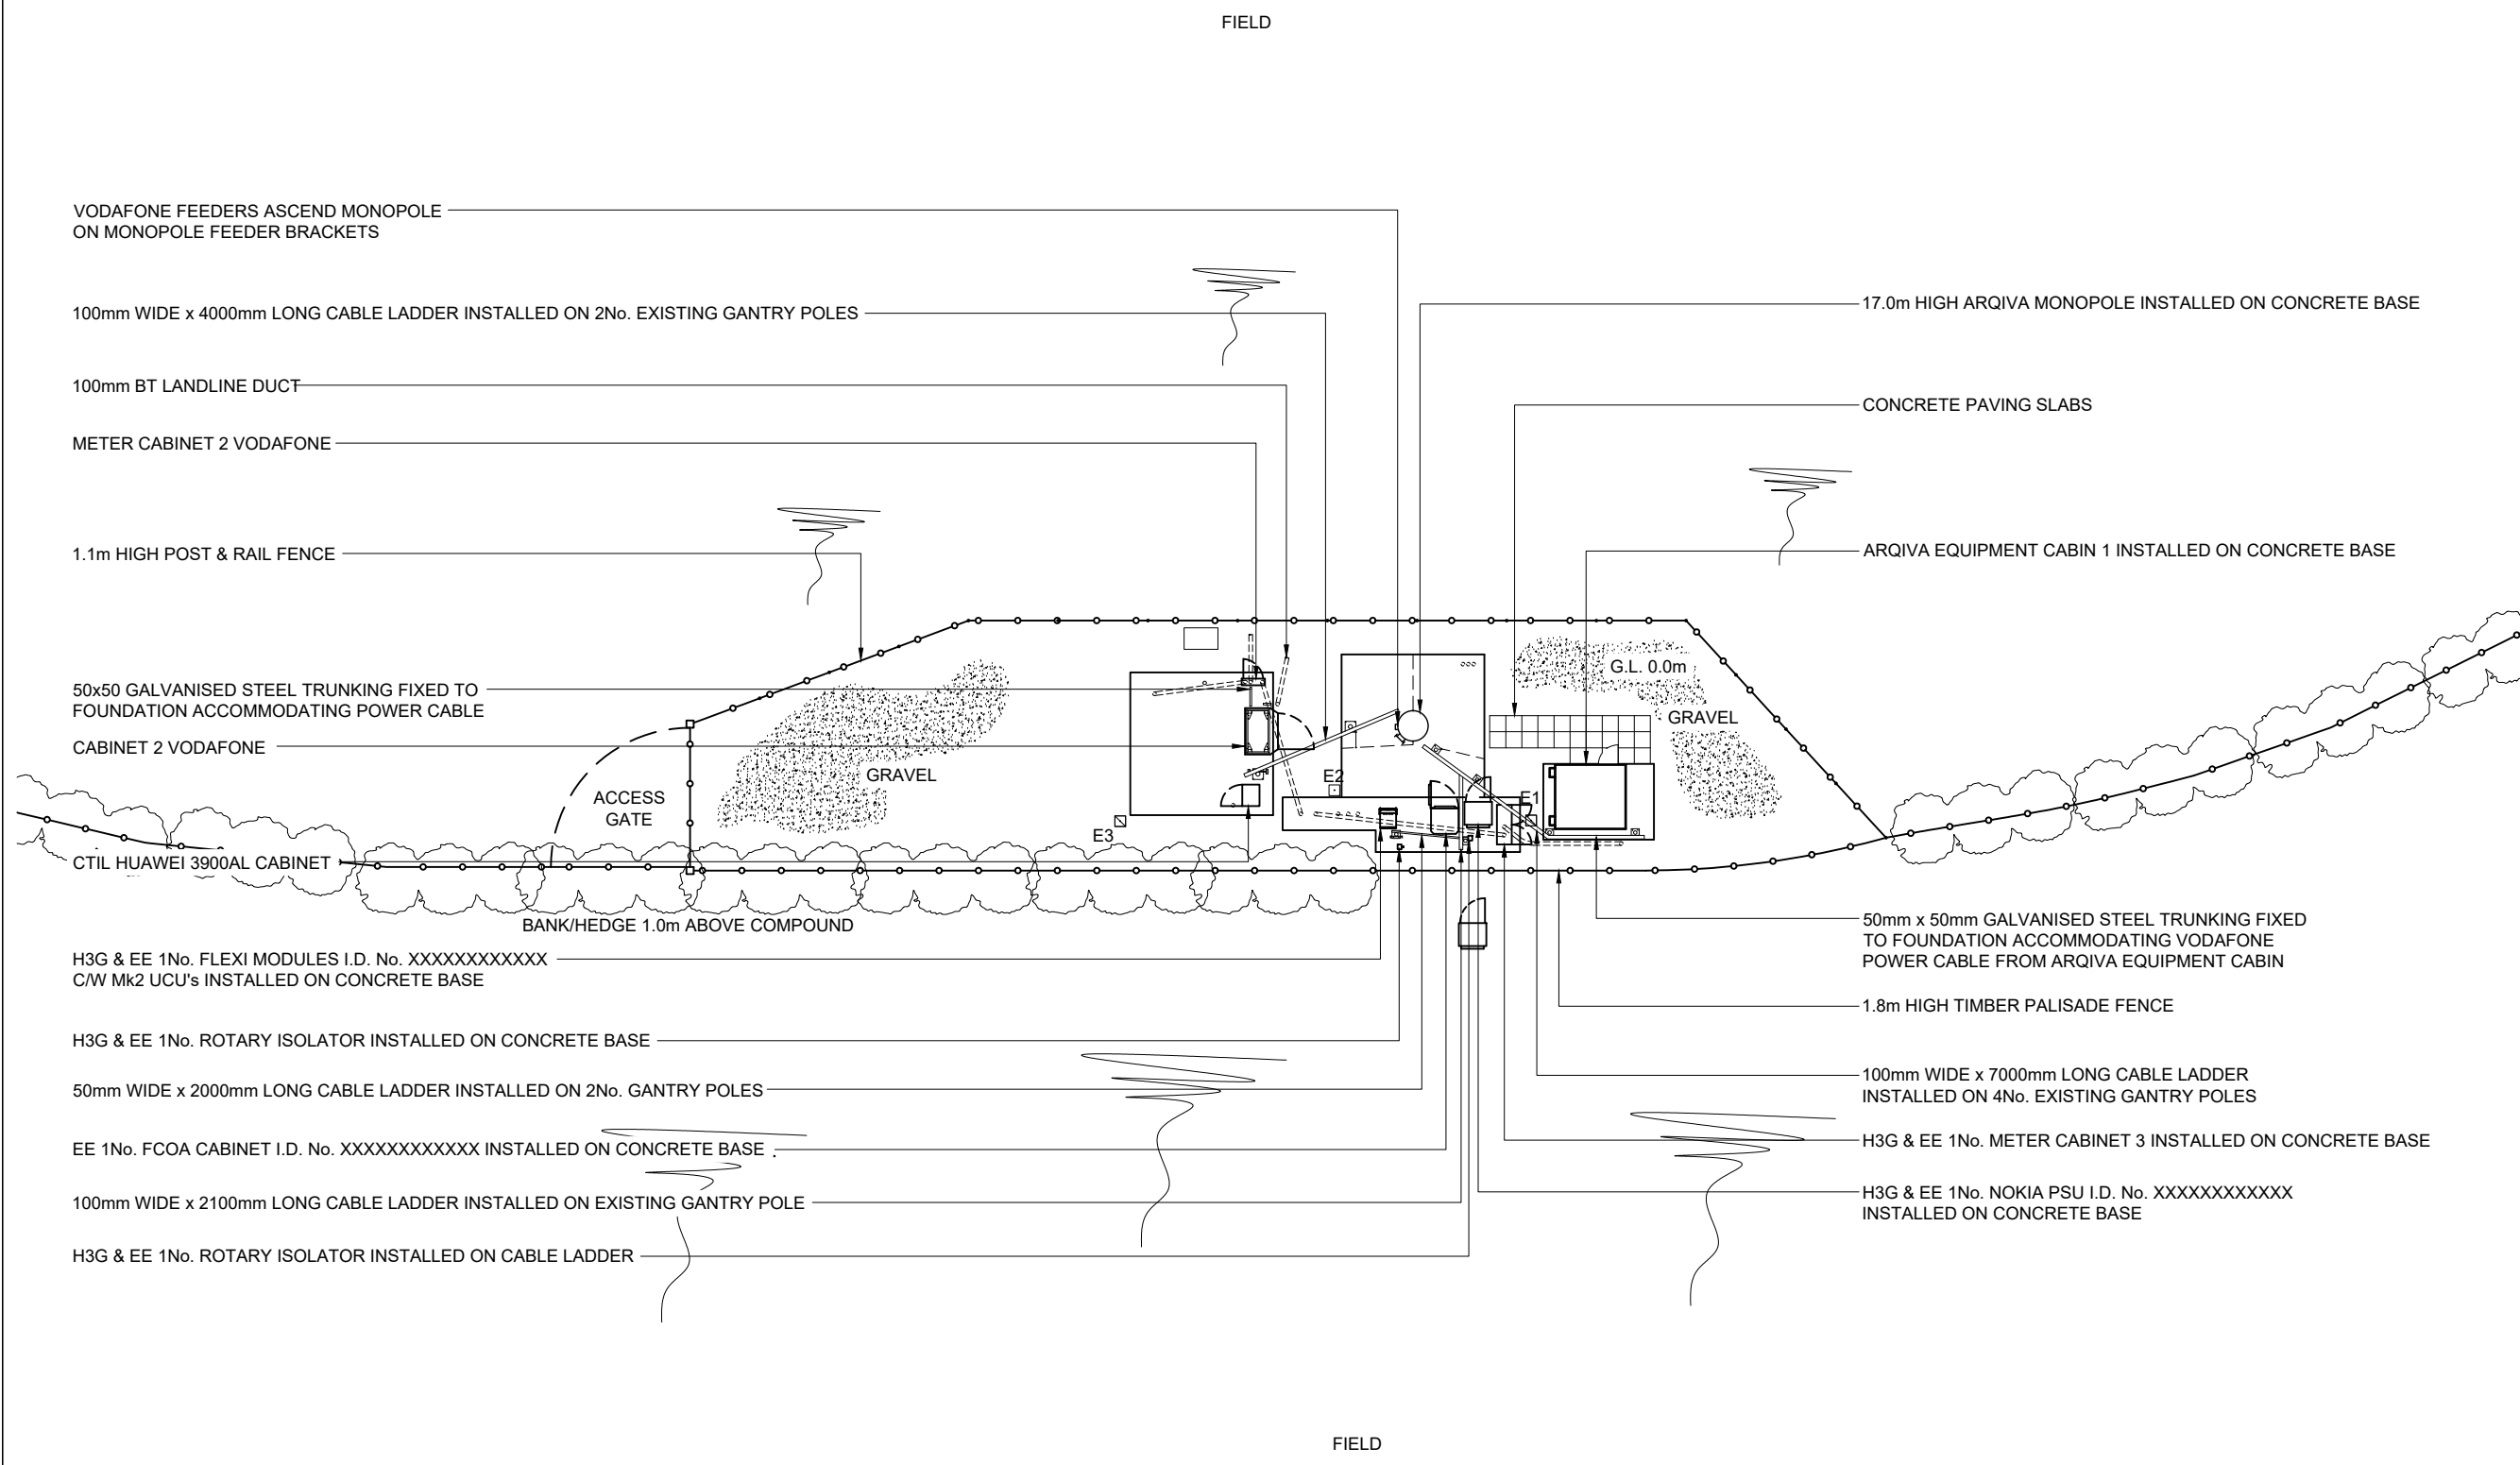 FIELD
VODAFONE FEEDERS ASCEND MONOPOLE
ON MONOPOLE FEEDER BRACKETS
100mm WIDE x 4000mm LONG CABLE LADDER INSTALLED ON 2No. EXISTING GANTRY POLES
100mm BT LANDLINE DUCT
METER CABINET 2 VODAFONE
1.1m HIGH POST & RAIL FENCE
50x50 GALVANISED STEEL TRUNKING FIXED TO
FOUNDATION ACCOMMODATING POWER CABLE
CABINET 2 VODAFONE
CTIL HUAWEI 3900AL CABINET
H3G & EE 1No. FLEXI MODULES I.D. No. XXXXXXXXXXXX
C/W Mk2 UCU's INSTALLED ON CONCRETE BASE
H3G & EE 1No. ROTARY ISOLATOR INSTALLED ON CONCRETE BASE
50mm WIDE x 2000mm LONG CABLE LADDER INSTALLED ON 2No. GANTRY POLES
EE 1No. FCOA CABINET I.D. No. XXXXXXXXXXXX INSTALLED ON CONCRETE BASE .
100mm WIDE x 2100mm LONG CABLE LADDER INSTALLED ON EXISTING GANTRY POLE
H3G & EE 1No. ROTARY ISOLATOR INSTALLED ON CABLE LADDER
ACCESS
GATE
GRAVEL
BANK/HEDGE 1.0m ABOVE COMPOUND
E3
E2
E1
G.L. 0.0m
GRAVEL
17.0m HIGH ARQIVA MONOPOLE INSTALLED ON CONCRETE BASE
CONCRETE PAVING SLABS
ARQIVA EQUIPMENT CABIN 1 INSTALLED ON CONCRETE BASE
50mm x 50mm GALVANISED STEEL TRUNKING FIXED
TO FOUNDATION ACCOMMODATING VODAFONE
POWER CABLE FROM ARQIVA EQUIPMENT CABIN
1.8m HIGH TIMBER PALISADE FENCE
100mm WIDE x 7000mm LONG CABLE LADDER
INSTALLED ON 4No. EXISTING GANTRY POLES
H3G & EE 1No. METER CABINET 3 INSTALLED ON CONCRETE BASE
H3G & EE 1No. NOKIA PSU I.D. No. XXXXXXXXXXXX
INSTALLED ON CONCRETE BASE
FIELD